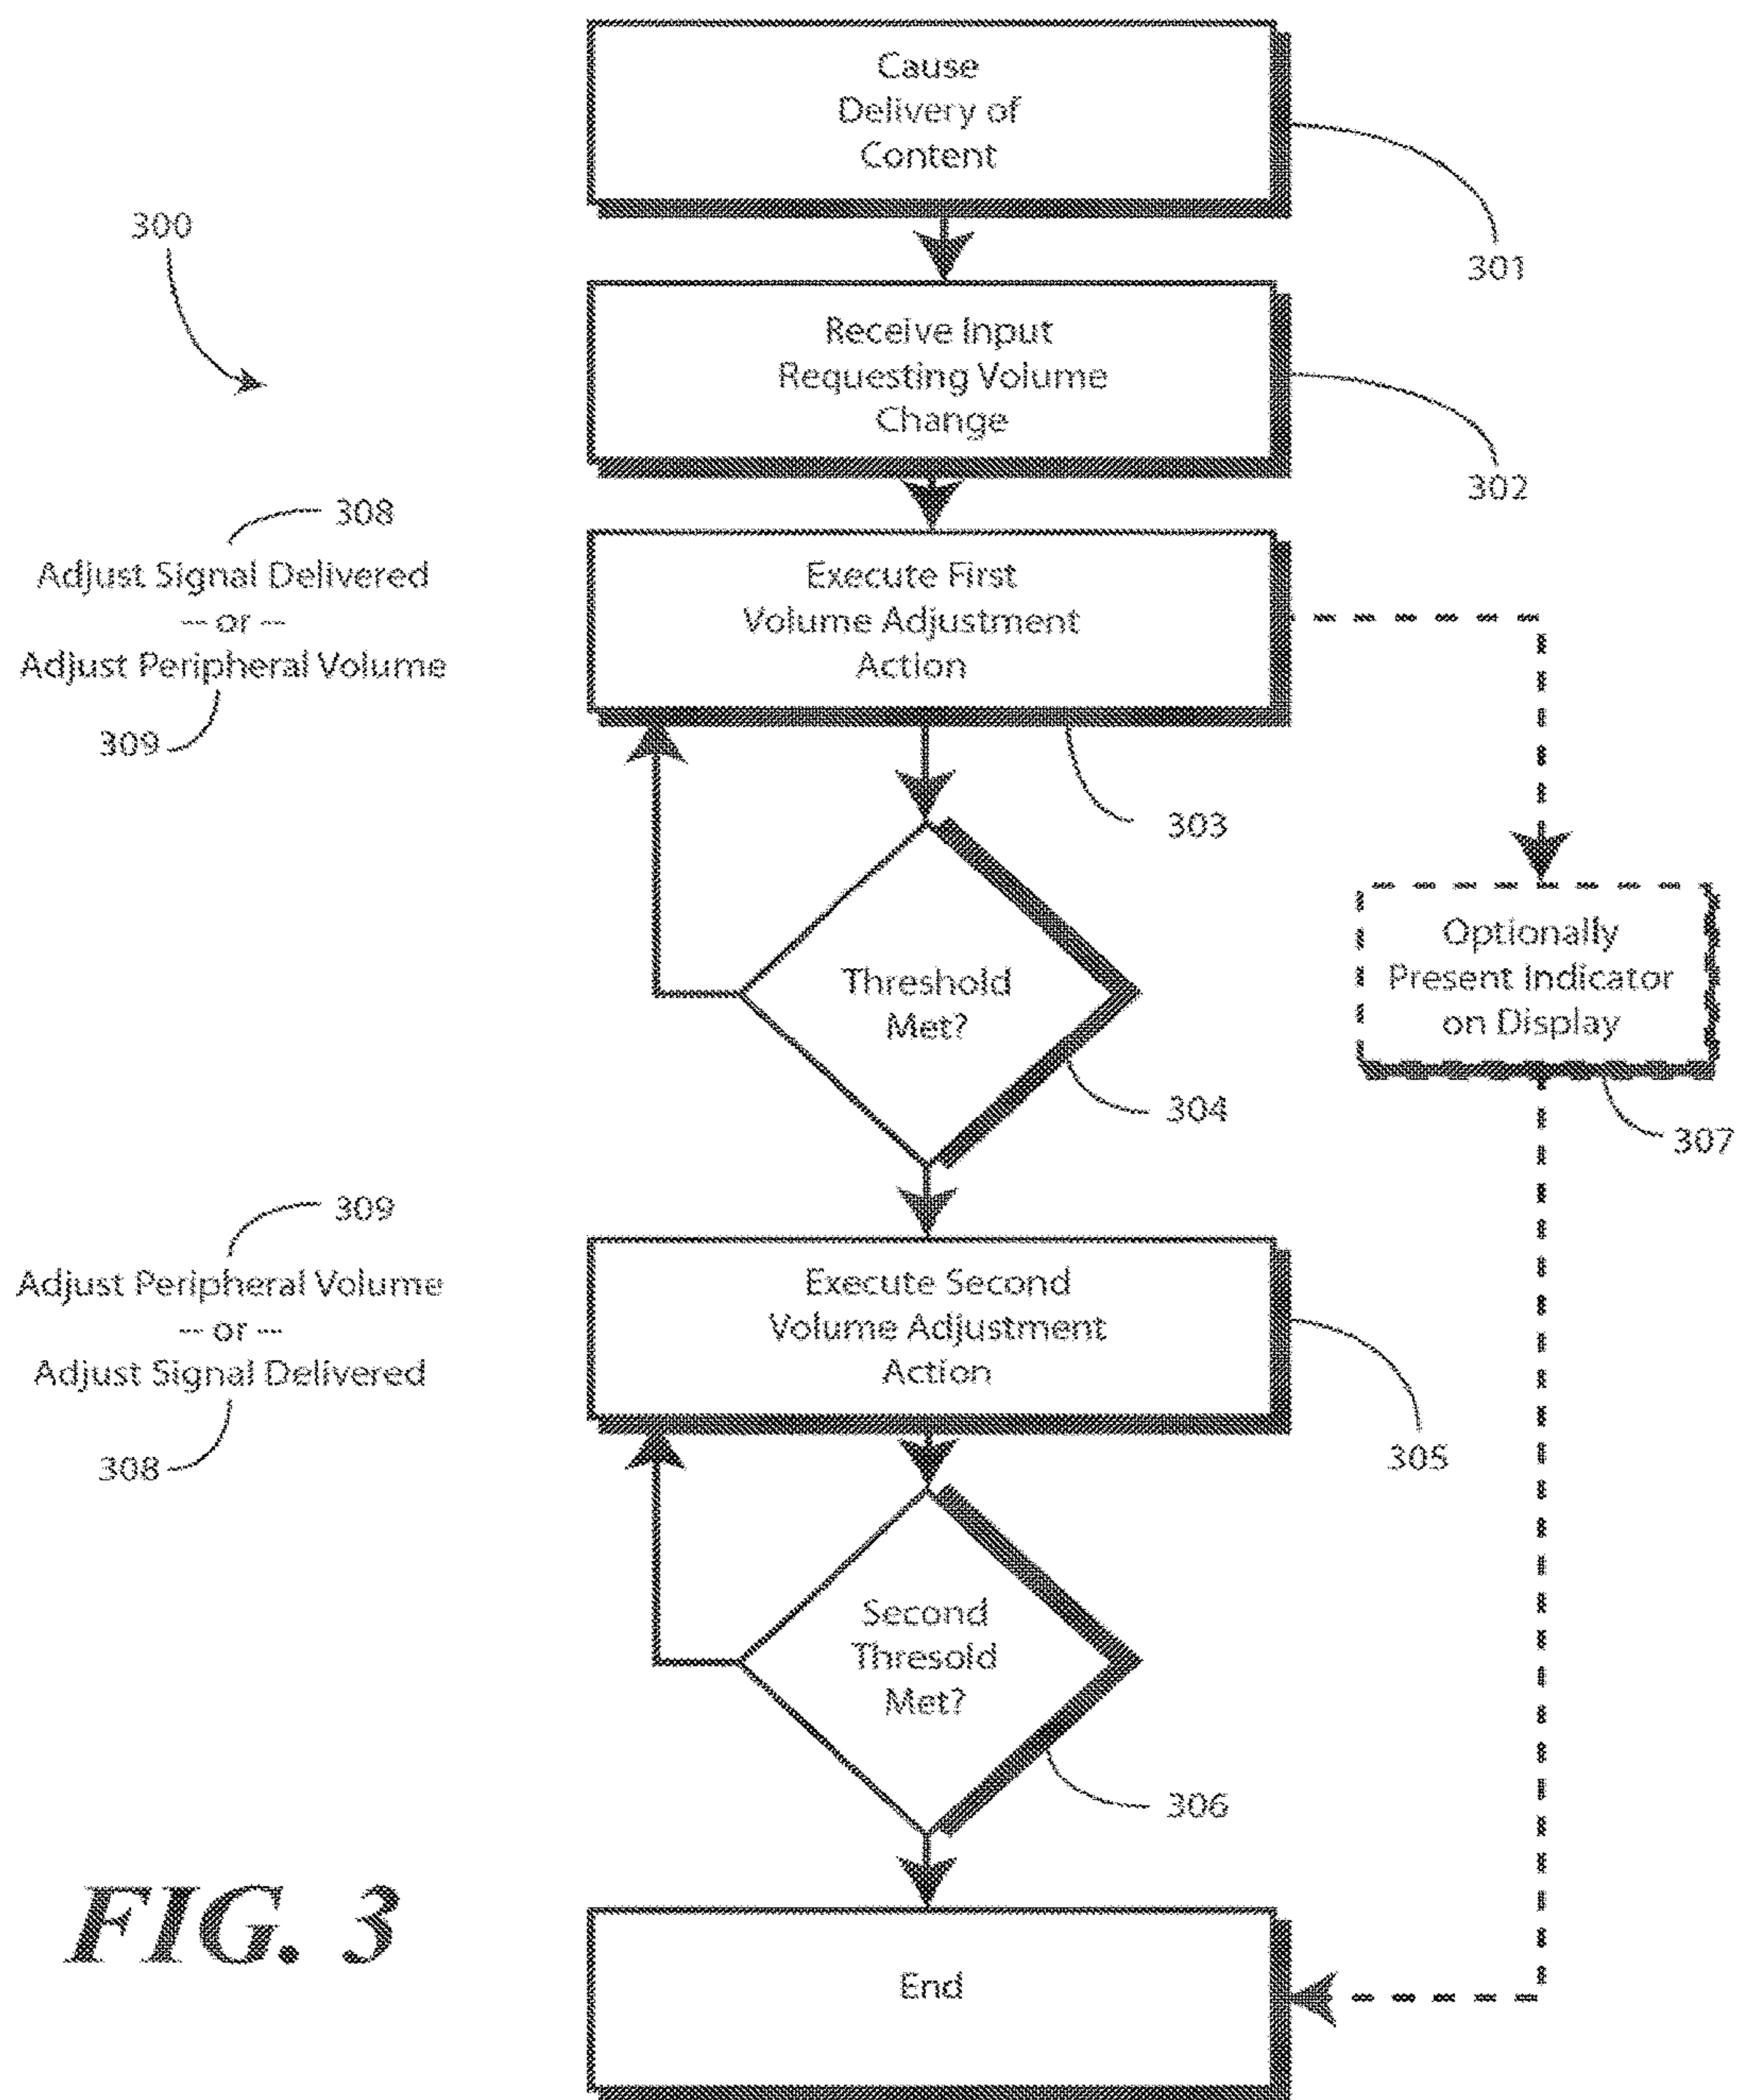 Cause
Delivery of
Content
301
300
Receive Input
Requesting Volume
Change
302
308
Adjust Signal Delivered
-- or --
Adjust Peripheral Volume
309
Execute First
Volume Adjustment
Action
303
Threshold
Met?
304
Optionally
Present Indicator
on Display
307
309
Adjust Peripheral Volume
-- or --
Adjust Signal Delivered
308
Execute Second
Volume Adjustment
Action
305
Second
Thresold
Met?
306
End
FIG. 3